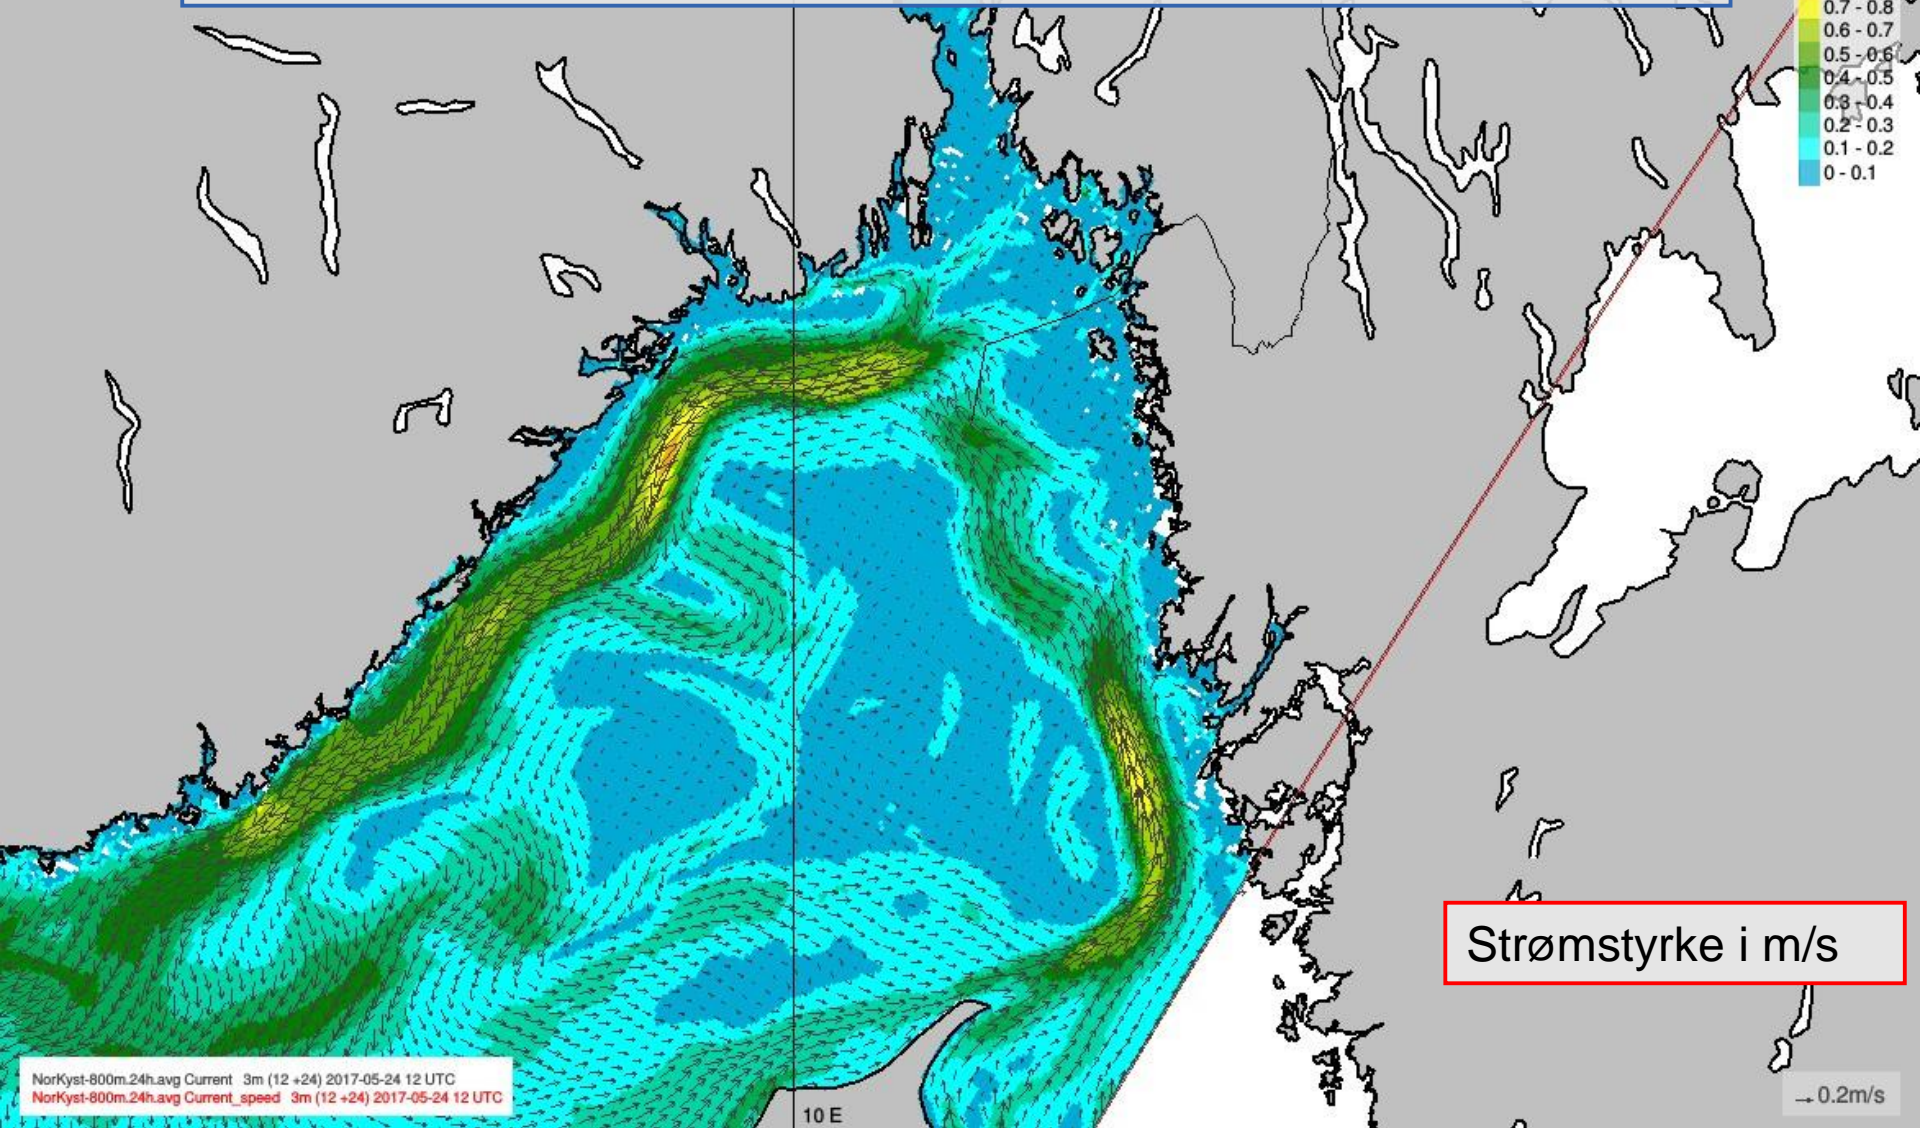 0.7 - 0.8
0.6 - 0.7
0.5 - 0.6
0.4 - 0.5
0.3 - 0.4
0.2 - 0.3
0.1 - 0.2
0 - 0.1
Strømstyrke i m/s
NorKyst-800m.24h.avg Current 3m (12 +24) 2017-05-24 12 UTC
NorKyst-800m.24h.avg Current_speed 3m (12 +24) 2017-05-24 12 UTC
→0.2m/s
10 E